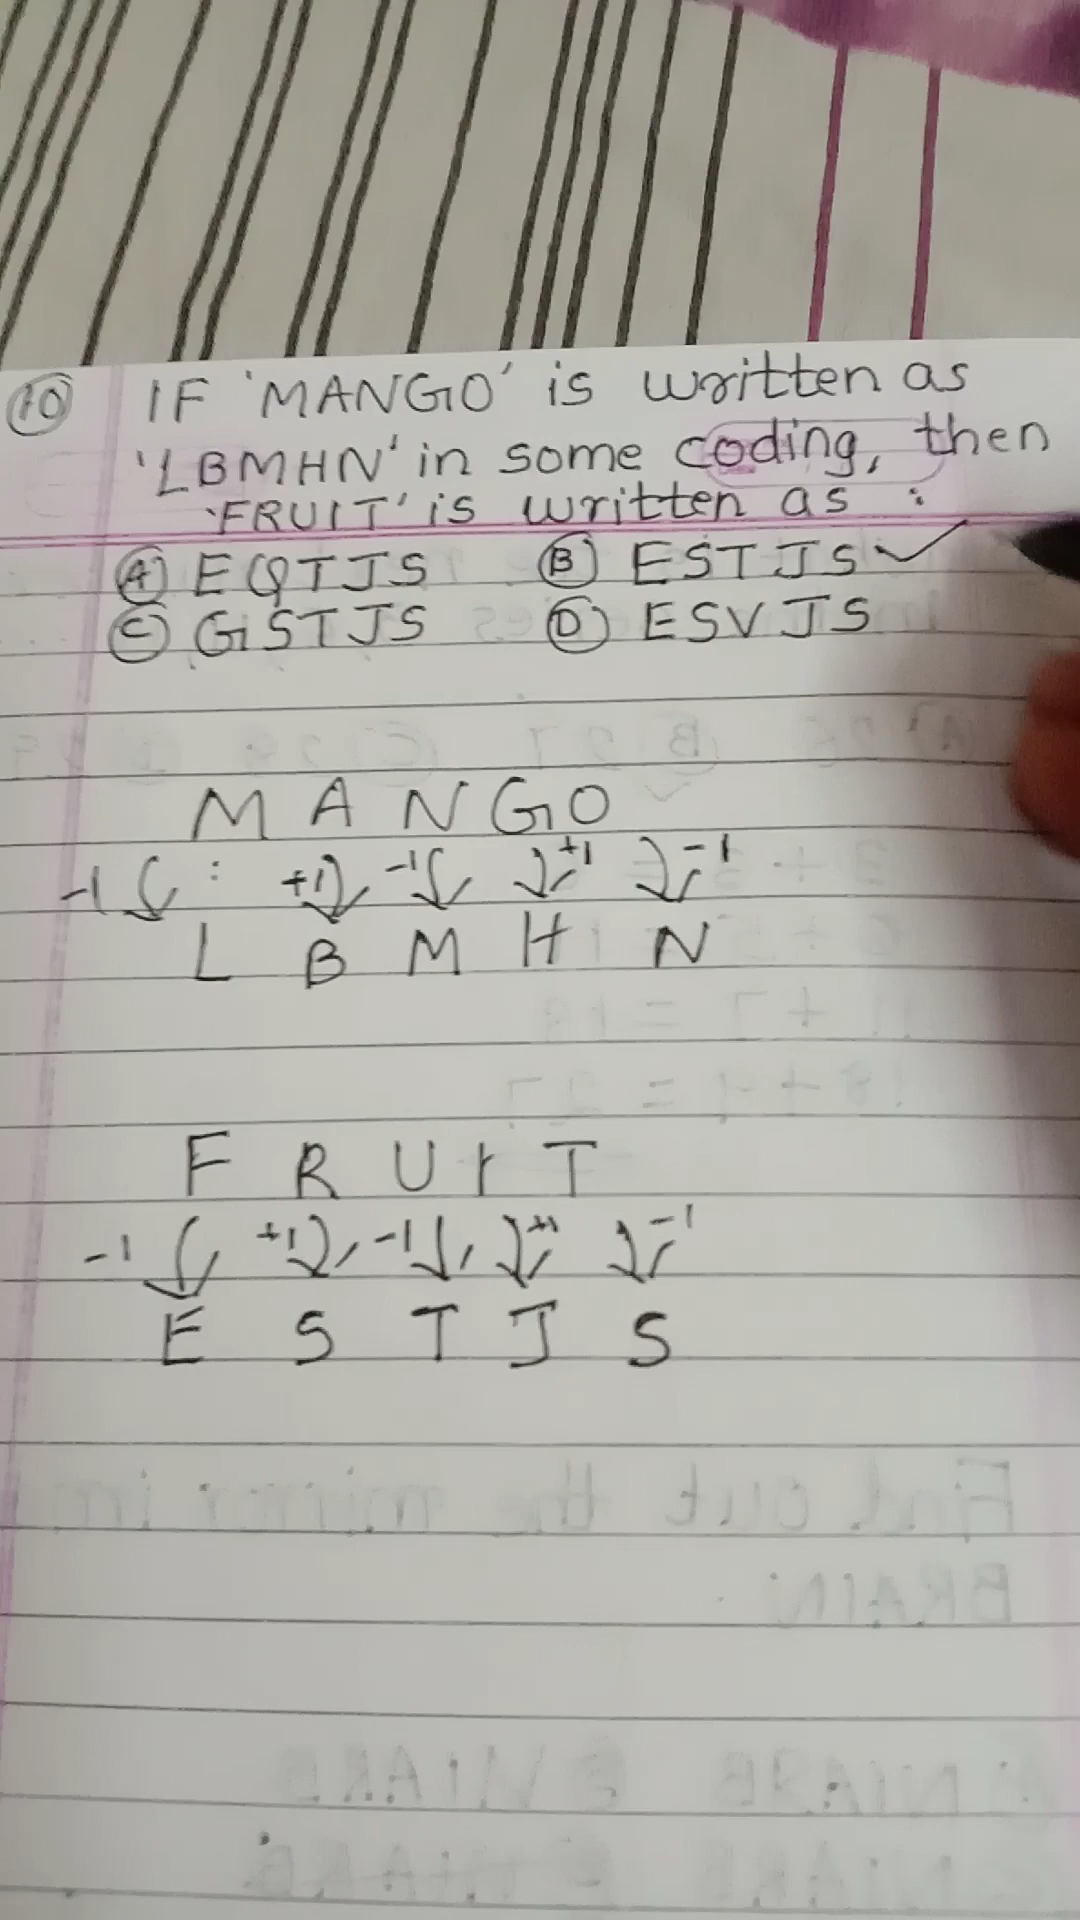 10 IF 'MANGO' is written as
'LBMHN' in some coding, then
'FRUIT' is written as :
A EQTJS B ESTJS
C GSTJS D ESVJS
M A N G O
-1 +1 -1 +1 -1
L B M H N
F R U I T
-1 +1 -1 +1 -1
E S T J S